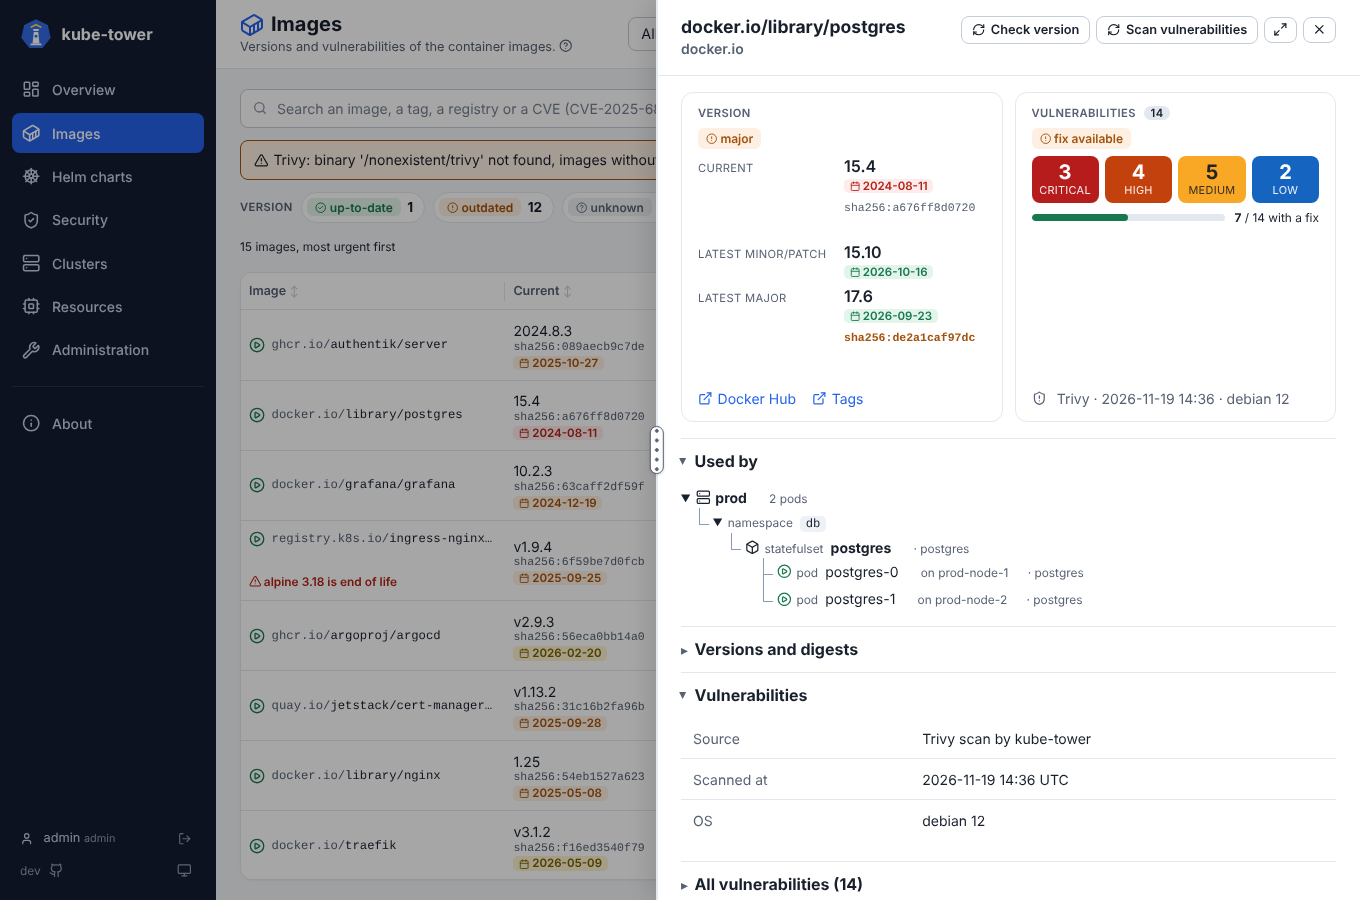 kube-tower
Overview
Images
Helm charts
Security
Clusters
Resources
Administration
About
admin admin
dev
Images
Versions and vulnerabilities of the container images.
Al
Search an image, a tag, a registry or a CVE (CVE-2025-68
Trivy: binary '/nonexistent/trivy' not found, images withou
VERSION up-to-date 1 outdated 12 unknown
15 images, most urgent first
Image Current
ghcr.io/authentik/server
2024.8.3
sha256:089aecb9c7de
2025-10-27
docker.io/library/postgres
15.4
sha256:a676ff8d0720
2024-08-11
docker.io/grafana/grafana
10.2.3
sha256:63caff2df59f
2024-12-19
registry.k8s.io/ingress-nginx…
alpine 3.18 is end of life
v1.9.4
sha256:6f59be7d0fcb
2025-09-25
ghcr.io/argoproj/argocd
v2.9.3
sha256:56eca0bb14a0
2026-02-20
quay.io/jetstack/cert-manager…
v1.13.2
sha256:31c16b2fa96b
2025-09-28
docker.io/library/nginx
1.25
sha256:54eb1527a623
2025-05-08
docker.io/traefik
v3.1.2
sha256:f16ed3540f79
2026-05-09
docker.io/library/postgres
docker.io
Check version
Scan vulnerabilities
VERSION
major
CURRENT 15.4
2024-08-11
sha256:a676ff8d0720
LATEST MINOR/PATCH 15.10
2026-10-16
LATEST MAJOR 17.6
2026-09-23
sha256:de2a1caf97dc
Docker Hub Tags
VULNERABILITIES 14
fix available
3 CRITICAL
4 HIGH
5 MEDIUM
2 LOW
7 / 14 with a fix
Trivy · 2026-11-19 14:36 · debian 12
Used by
prod 2 pods
namespace db
statefulset postgres · postgres
pod postgres-0 on prod-node-1 · postgres
pod postgres-1 on prod-node-2 · postgres
Versions and digests
Vulnerabilities
Source Trivy scan by kube-tower
Scanned at 2026-11-19 14:36 UTC
OS debian 12
All vulnerabilities (14)